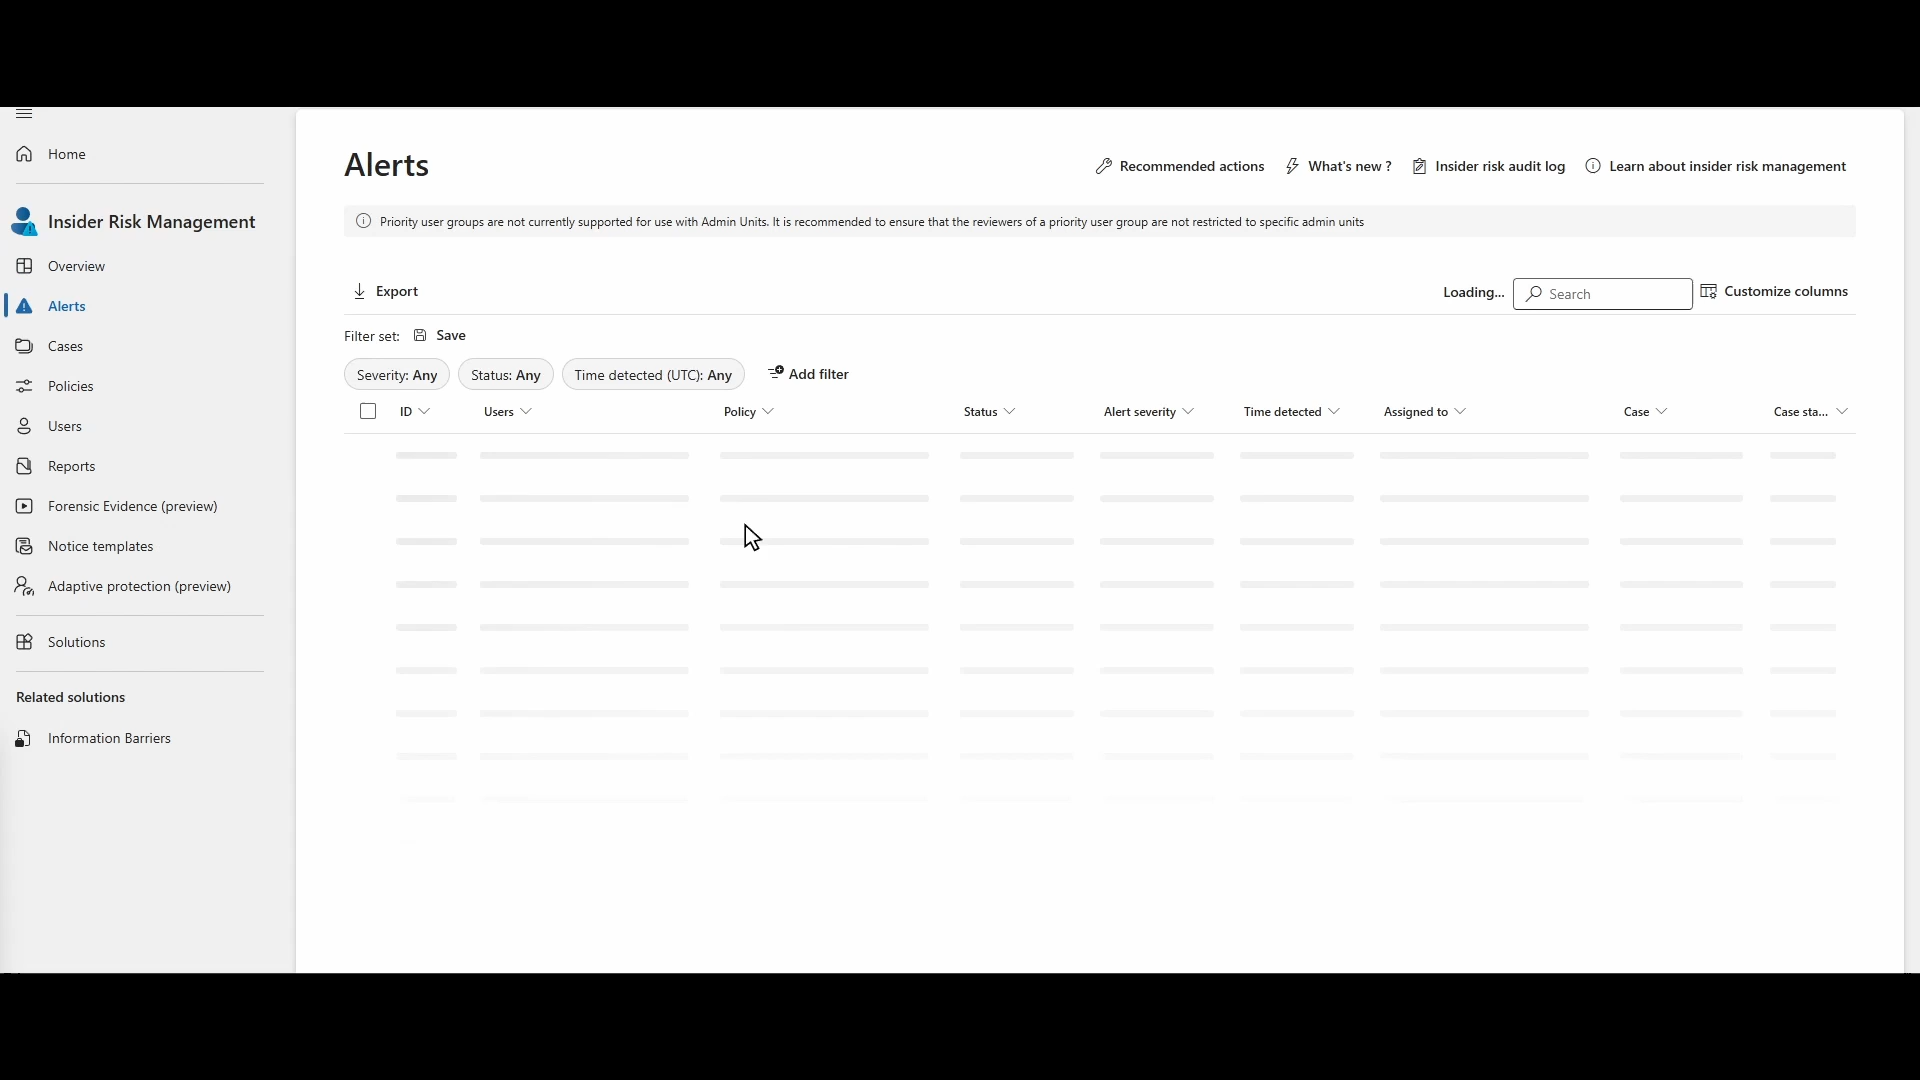 Home
Insider Risk Management
Overview
Alerts
Cases
Policies
Users
Reports
Forensic Evidence (preview)
Notice templates
Adaptive protection (preview)
Solutions
Related solutions
Information Barriers
Alerts
Recommended actions What's new ? Insider risk audit log Learn about insider risk management
Priority user groups are not currently supported for use with Admin Units. It is recommended to ensure that the reviewers of a priority user group are not restricted to specific admin units
Export Loading... Search Customize columns
Filter set: Save
Severity: Any Status: Any Time detected (UTC): Any Add filter
ID Users Policy Status Alert severity Time detected Assigned to Case Case sta...